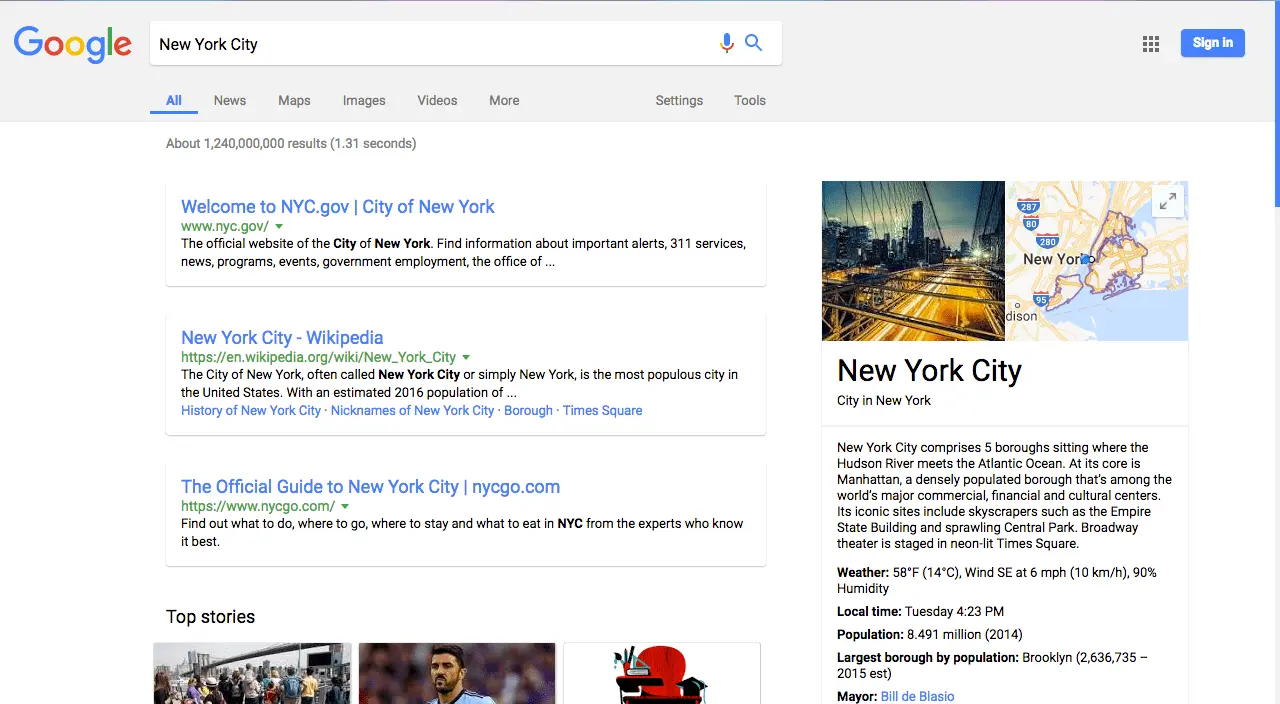 Google
New York City
Sign in
All News Maps Images Videos More Settings Tools
About 1,240,000,000 results (1.31 seconds)
Welcome to NYC.gov | City of New York
www.nyc.gov/
The official website of the City of New York. Find information about important alerts, 311 services,
news, programs, events, government employment, the office of ...
New York City - Wikipedia
https://en.wikipedia.org/wiki/New_York_City
The City of New York, often called New York City or simply New York, is the most populous city in
the United States. With an estimated 2016 population of ...
History of New York City · Nicknames of New York City · Borough · Times Square
The Official Guide to New York City | nycgo.com
https://www.nycgo.com/
Find out what to do, where to go, where to stay and what to eat in NYC from the experts who know
it best.
Top stories
287
80
280
New York
95
dison
New York City
City in New York
New York City comprises 5 boroughs sitting where the
Hudson River meets the Atlantic Ocean. At its core is
Manhattan, a densely populated borough that's among the
world's major commercial, financial and cultural centers.
Its iconic sites include skyscrapers such as the Empire
State Building and sprawling Central Park. Broadway
theater is staged in neon-lit Times Square.
Weather: 58°F (14°C), Wind SE at 6 mph (10 km/h), 90%
Humidity
Local time: Tuesday 4:23 PM
Population: 8.491 million (2014)
Largest borough by population: Brooklyn (2,636,735 –
2015 est)
Mayor: Bill de Blasio